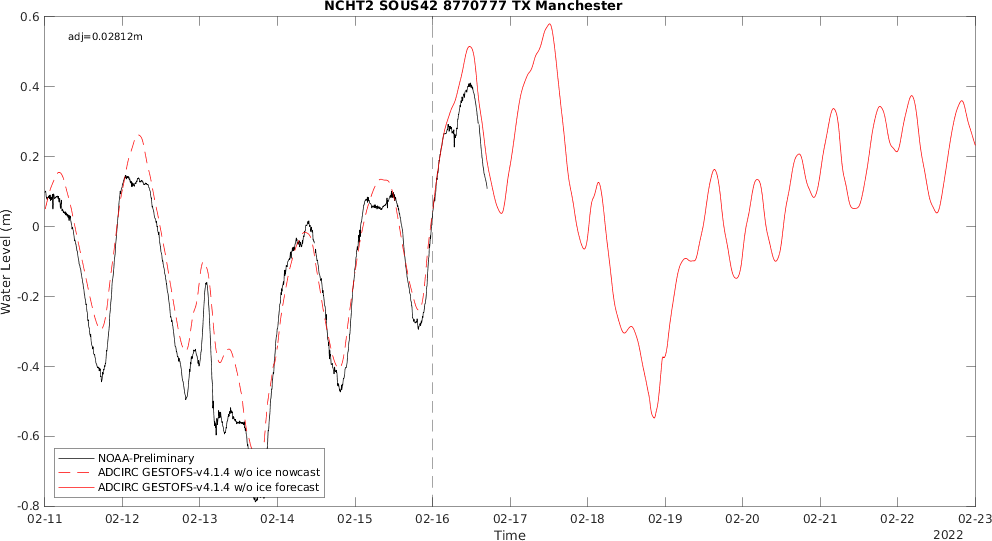 NCHT2 SOUS42 8770777 TX Manchester
adj=0.02812m
Water Level (m)
0.6
0.4
0.2
0
-0.2
-0.4
-0.6
-0.8
NOAA-Preliminary
ADCIRC GESTOFS-v4.1.4 w/o ice nowcast
ADCIRC GESTOFS-v4.1.4 w/o ice forecast
02-11 02-12 02-13 02-14 02-15 02-16 02-17 02-18 02-19 02-20 02-21 02-22 02-23
Time
2022